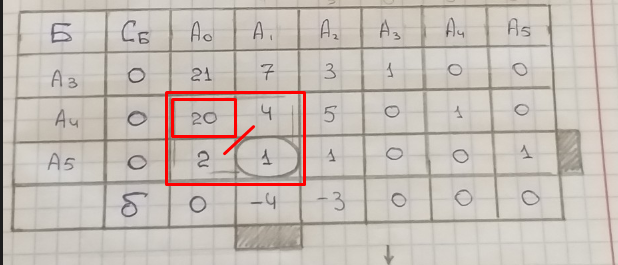 Б Сб А₀ А₁ А₂ А₃ А₄ А₅
А₃ 0 21 7 3 1 0 0
А₄ 0 20 4 5 0 1 0
А₅ 0 2 1 1 0 0 1
б 0 -4 -3 0 0 0